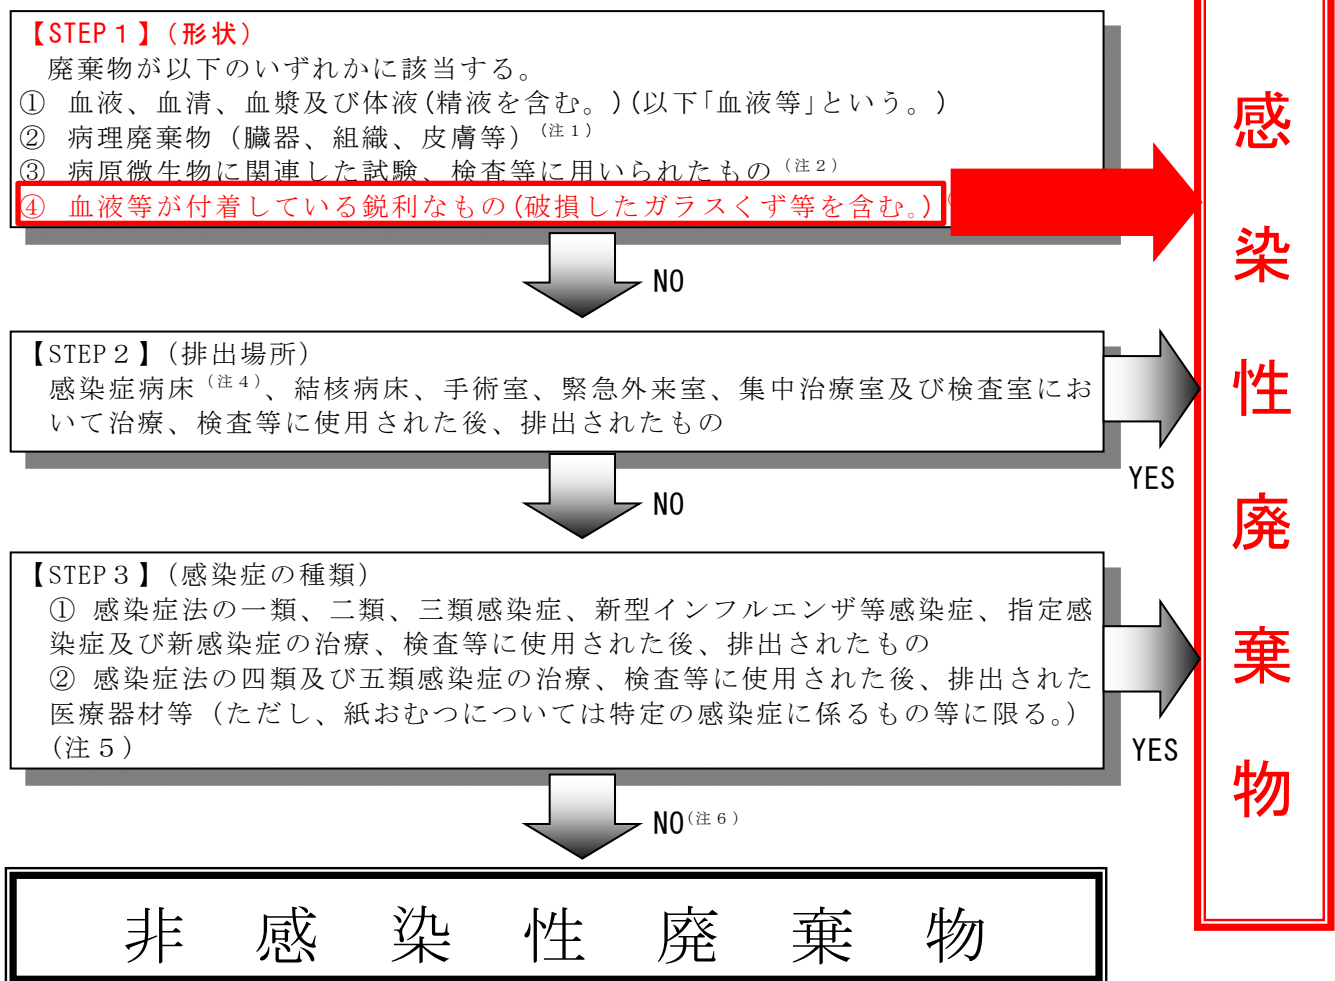 【STEP１】(形状)
廃棄物が以下のいずれかに該当する。
① 血液、血清、血漿及び体液(精液を含む。)(以下「血液等」という。)
② 病理廃棄物（臓器、組織、皮膚等）(注１)
③ 病原微生物に関連した試験、検査等に用いられたもの(注２)
④ 血液等が付着している鋭利なもの(破損したガラスくず等を含む。)
NO
【STEP２】(排出場所)
感染症病床(注４)、結核病床、手術室、緊急外来室、集中治療室及び検査室にお
いて治療、検査等に使用された後、排出されたもの
YES
NO
【STEP３】(感染症の種類)
① 感染症法の一類、二類、三類感染症、新型インフルエンザ等感染症、指定感
染症及び新感染症の治療、検査等に使用された後、排出されたもの
② 感染症法の四類及び五類感染症の治療、検査等に使用された後、排出された
医療器材等（ただし、紙おむつについては特定の感染症に係るもの等に限る。）
(注５)
YES
NO(注６)
非感染性廃棄物
感染性廃棄物